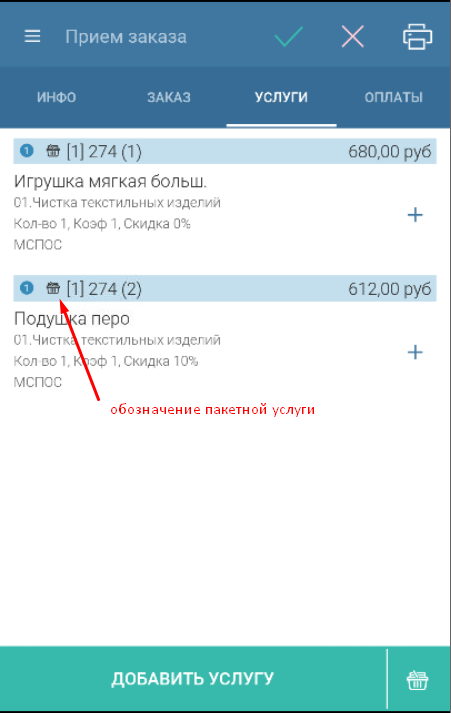 Прием заказа
ИНФО ЗАКАЗ УСЛУГИ ОПЛАТЫ
1 [1] 274 (1) 680,00 руб
Игрушка мягкая больш.
01.Чистка текстильных изделий
Кол-во 1, Коэф 1, Скидка 0%
+
МСПОС
1 [1] 274 (2) 612,00 руб
Подушка перо
01.Чистка текстильных изделий
Кол-во 1, Коэф 1, Скидка 10%
+
МСПОС
обозначение пакетной услуги
ДОБАВИТЬ УСЛУГУ